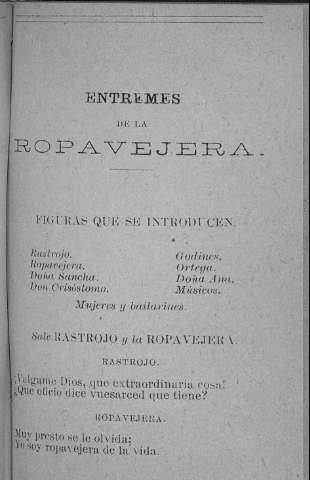 ENTREMES
DE LA
ROPAVEJERA.
FIGURAS QUE SE INTRODUCEN.
Rastrojo.
Ropavejera.
Doña Sancha.
Don Crisóstomo.
Godines.
Ortega.
Doña Ana.
Músicos.
Mujeres y bailarines.
Sale RASTROJO y la ROPAVEJERA.
RASTROJO.
¡Válgame Dios, que extraordinaria cosa!
¿Que oficio dice vuesarced que tiene?
ROPAVEJERA.
Muy presto se le olvida;
Yo soy ropavejera de la vida.